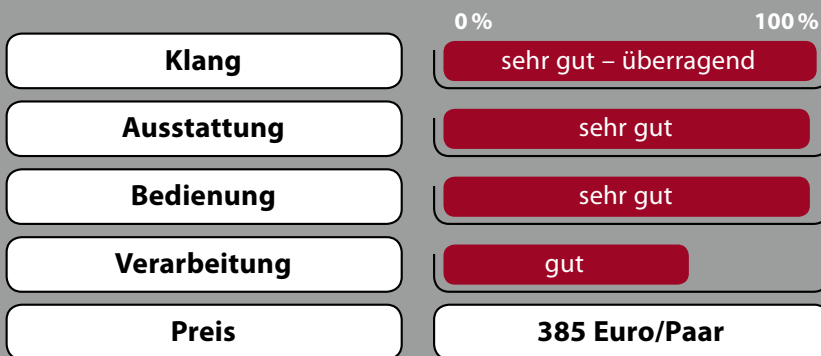 0 % 100 %
Klang sehr gut – überragend
Ausstattung sehr gut
Bedienung sehr gut
Verarbeitung gut
Preis 385 Euro/Paar